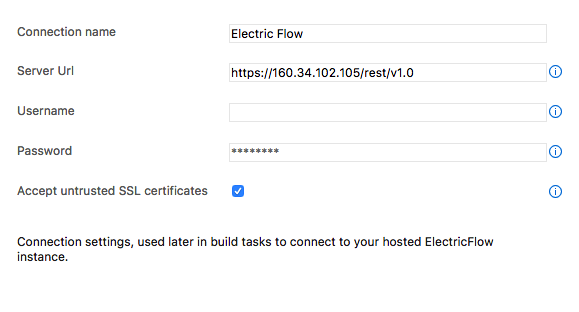 Connection name
Electric Flow
Server Url
https://160.34.102.105/rest/v1.0
Username
Password
********
Accept untrusted SSL certificates
Connection settings, used later in build tasks to connect to your hosted ElectricFlow
instance.